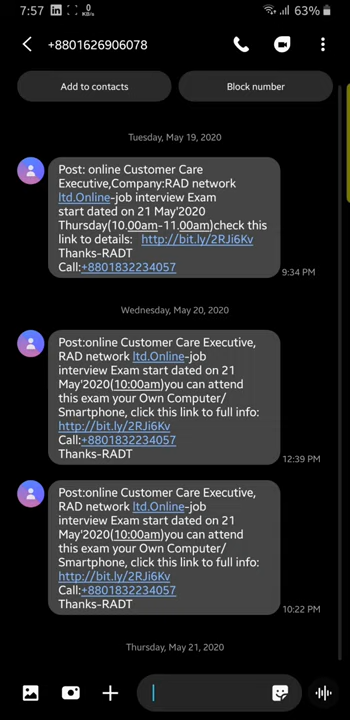 7:57 in 0 KB/s 63%
+8801626906078
Add to contacts Block number
Tuesday, May 19, 2020
Post: online Customer Care
Executive,Company:RAD network
ltd.Online-job interview Exam
start dated on 21 May'2020
Thursday(10.00am-11.00am)check this
link to details: http://bit.ly/2RJi6Kv
Thanks-RADT
Call:+8801832234057
9:34 PM
Wednesday, May 20, 2020
Post:online Customer Care Executive,
RAD network ltd.Online-job
interview Exam start dated on 21
May'2020(10:00am)you can attend
this exam your Own Computer/
Smartphone, click this link to full info:
http://bit.ly/2RJi6Kv
Call:+8801832234057
Thanks-RADT
12:39 PM
Post:online Customer Care Executive,
RAD network ltd.Online-job
interview Exam start dated on 21
May'2020(10:00am)you can attend
this exam your Own Computer/
Smartphone, click this link to full info:
http://bit.ly/2RJi6Kv
Call:+8801832234057
Thanks-RADT
10:22 PM
Thursday, May 21, 2020